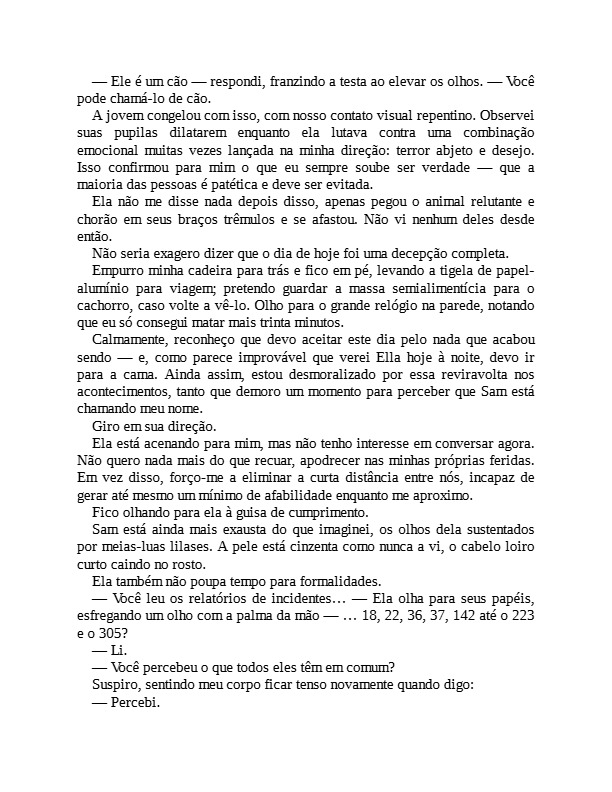 — Ele é um cão — respondi, franzindo a testa ao elevar os olhos. — Você
pode chamá-lo de cão.
A jovem congelou com isso, com nosso contato visual repentino. Observei
suas pupilas dilatarem enquanto ela lutava contra uma combinação
emocional muitas vezes lançada na minha direção: terror abjeto e desejo.
Isso confirmou para mim o que eu sempre soube ser verdade — que a
maioria das pessoas é patética e deve ser evitada.
Ela não me disse nada depois disso, apenas pegou o animal relutante e
chorão em seus braços trêmulos e se afastou. Não vi nenhum deles desde
então.
Não seria exagero dizer que o dia de hoje foi uma decepção completa.
Empurro minha cadeira para trás e fico em pé, levando a tigela de papel-
alumínio para viagem; pretendo guardar a massa semialimentícia para o
cachorro, caso volte a vê-lo. Olho para o grande relógio na parede, notando
que eu só consegui matar mais trinta minutos.
Calmamente, reconheço que devo aceitar este dia pelo nada que acabou
sendo — e, como parece improvável que verei Ella hoje à noite, devo ir
para a cama. Ainda assim, estou desmoralizado por essa reviravolta nos
acontecimentos, tanto que demoro um momento para perceber que Sam está
chamando meu nome.
Giro em sua direção.
Ela está acenando para mim, mas não tenho interesse em conversar agora.
Não quero nada mais do que recuar, apodrecer nas minhas próprias feridas.
Em vez disso, forço-me a eliminar a curta distância entre nós, incapaz de
gerar até mesmo um mínimo de afabilidade enquanto me aproximo.
Fico olhando para ela à guisa de cumprimento.
Sam está ainda mais exausta do que imaginei, os olhos dela sustentados
por meias-luas lilases. A pele está cinzenta como nunca a vi, o cabelo loiro
curto caindo no rosto.
Ela também não poupa tempo para formalidades.
— Você leu os relatórios de incidentes… — Ela olha para seus papéis,
esfregando um olho com a palma da mão — … 18, 22, 36, 37, 142 até o 223
e o 305?
— Li.
— Você percebeu o que todos eles têm em comum?
Suspiro, sentindo meu corpo ficar tenso novamente quando digo:
— Percebi.